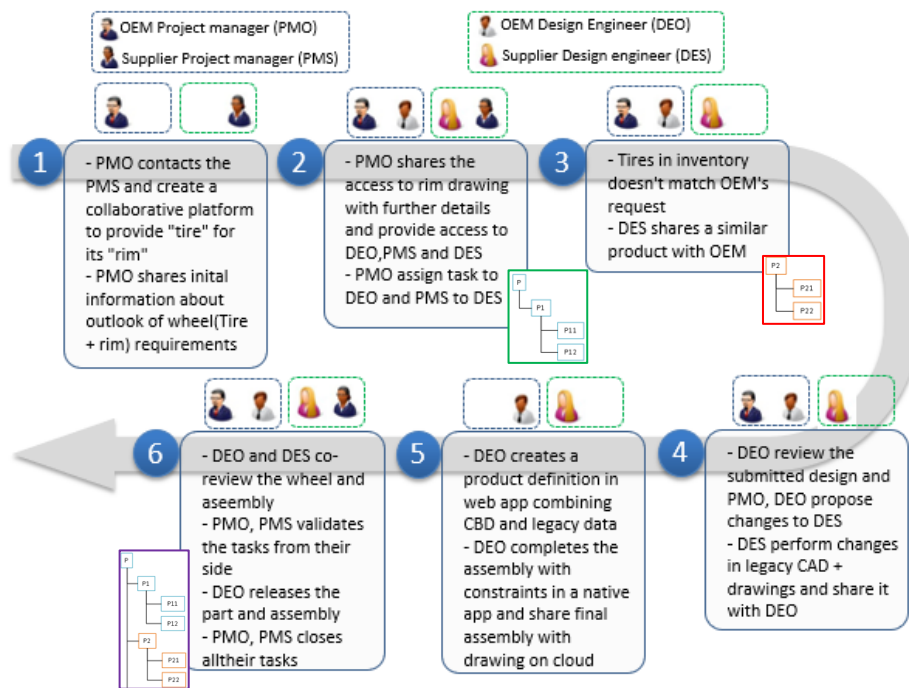 OEM Project manager (PMO)
Supplier Project manager (PMS)
OEM Design Engineer (DEO)
Supplier Design engineer (DES)
1
- PMO contacts the
PMS and create a
collaborative platform
to provide "tire" for
its "rim"
- PMO shares inital
information about
outlook of wheel(Tire
+ rim) requirements
2
- PMO shares the
access to rim drawing
with further details
and provide access to
DEO,PMS and DES
- PMO assign task to
DEO and PMS to DES
P
P1
P11
P12
3
- Tires in inventory
doesn't match OEM's
request
- DES shares a similar
product with OEM
P2
P21
P22
4
- DEO review the
submitted design and
PMO, DEO propose
changes to DES
- DES perform changes
in legacy CAD +
drawings and share it
with DEO
5
- DEO creates a
product definition in
web app combining
CBD and legacy data
- DEO completes the
assembly with
constraints in a native
app and share final
assembly with
drawing on cloud
6
- DEO and DES co-
review the wheel and
aseembly
- PMO, PMS validates
the tasks from their
side
- DEO releases the
part and assembly
- PMO, PMS closes
alltheir tasks
P
P1
P11
P12
P2
P21
P22